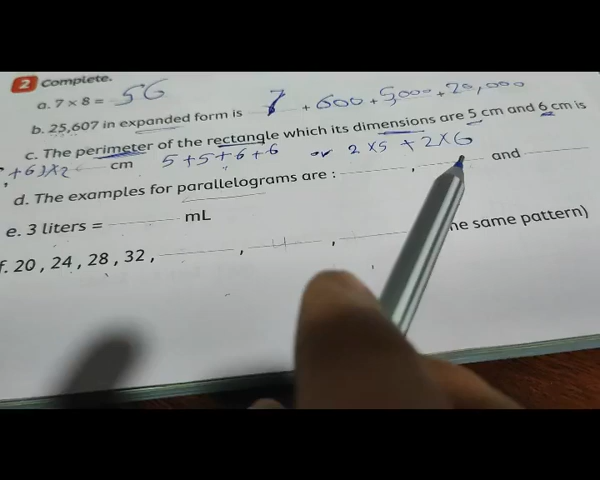 2 Complete.
a. 7 × 8 = 56
b. 25,607 in expanded form is 7 + 600 + 5,000 + 20,000
c. The perimeter of the rectangle which its dimensions are 5 cm and 6 cm is
+6)×2 cm 5+5+6+6 or 2×5 +2×6
d. The examples for parallelograms are : , and
e. 3 liters = mL
f. 20 , 24 , 28 , 32 , , , he same pattern)